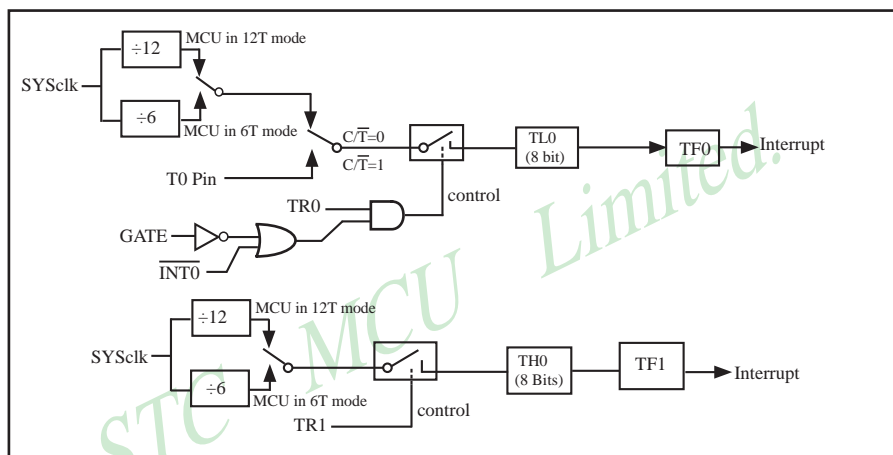 ÷12
MCU in 12T mode
SYSclk
÷6
MCU in 6T mode
C/T̅=0
C/T̅=1
T0 Pin
TL0
(8 bit)
TF0
Interrupt
control
TR0
GATE
I̅N̅T̅0̅
÷12
MCU in 12T mode
SYSclk
÷6
MCU in 6T mode
TH0
(8 Bits)
TF1
Interrupt
control
TR1
STC MCU Limited.